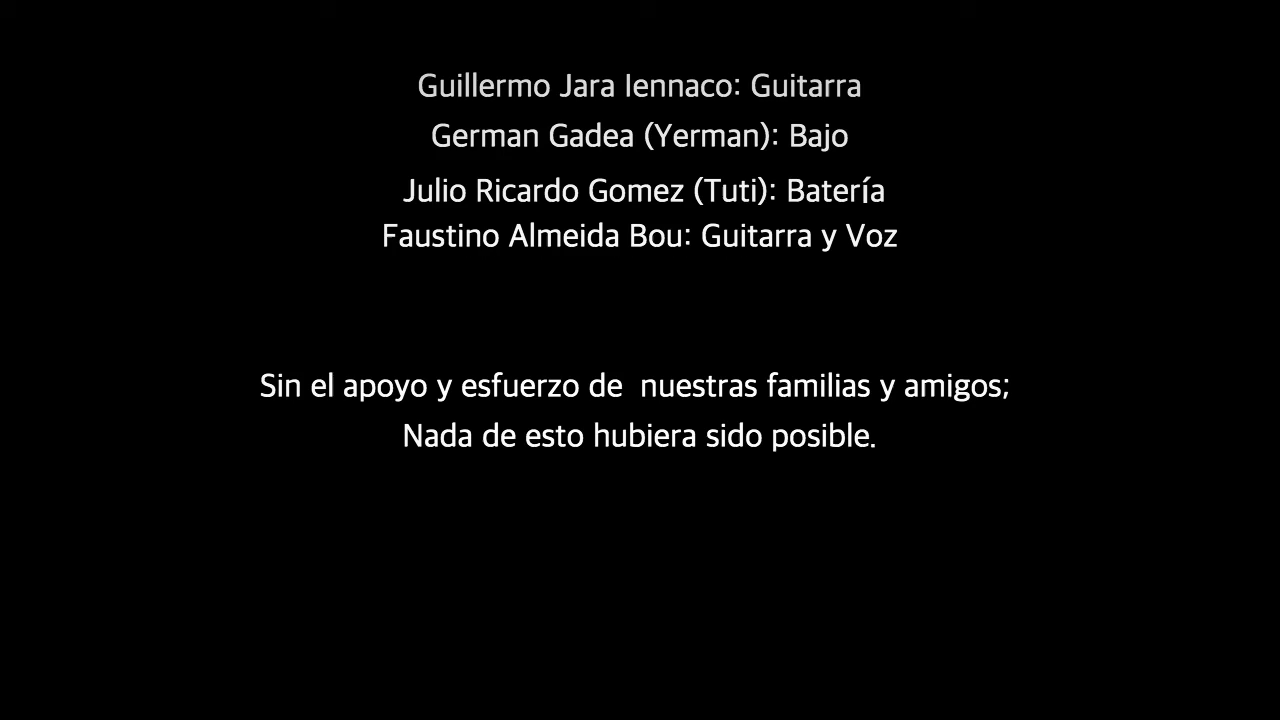 Guillermo Jara Iennaco: Guitarra
German Gadea (Yerman): Bajo
Julio Ricardo Gomez (Tuti): Batería
Faustino Almeida Bou: Guitarra y Voz
Sin el apoyo y esfuerzo de  nuestras familias y amigos;
Nada de esto hubiera sido posible.